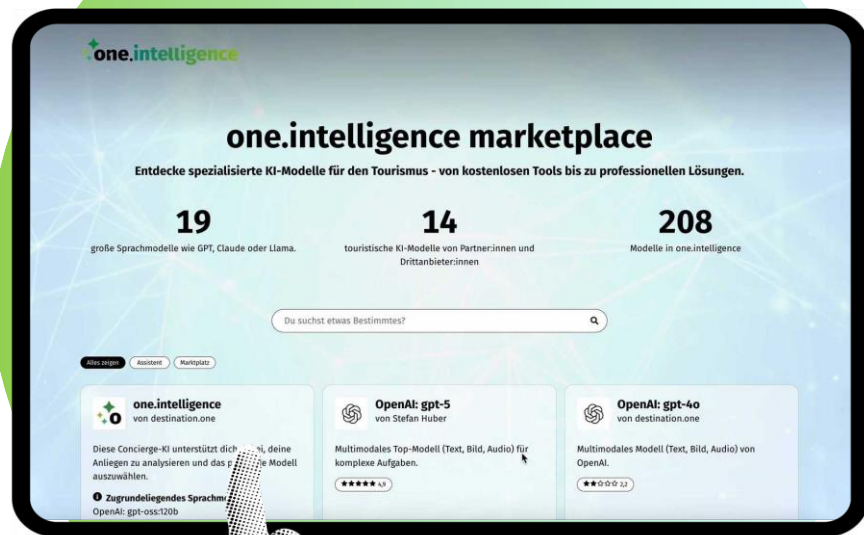 one.intelligence
one.intelligence marketplace
Entdecke spezialisierte KI-Modelle für den Tourismus - von kostenlosen Tools bis zu professionellen Lösungen.
19
große Sprachmodelle wie GPT, Claude oder Llama.
14
touristische KI-Modelle von Partner:innen und
Drittanbieter:innen
208
Modelle in one.intelligence
Du suchst etwas Bestimmtes?
Alles zeigen Assistent Marktplatz
one.intelligence
von destination.one
Diese Concierge-KI unterstützt dich deine
Anliegen zu analysieren und das Modell
auszuwählen.
Zugrundeliegendes
OpenAI: gpt-oss:120b
OpenAI: gpt-5
von Stefan Huber
Multimodales Top-Modell (Text, Bild, Audio) für
komplexe Aufgaben.
★★★★★ 4,9
OpenAI: gpt-4o
von destination.one
Multimodales Modell (Text, Bild, Audio) von
OpenAI.
★★☆☆☆ 2,2